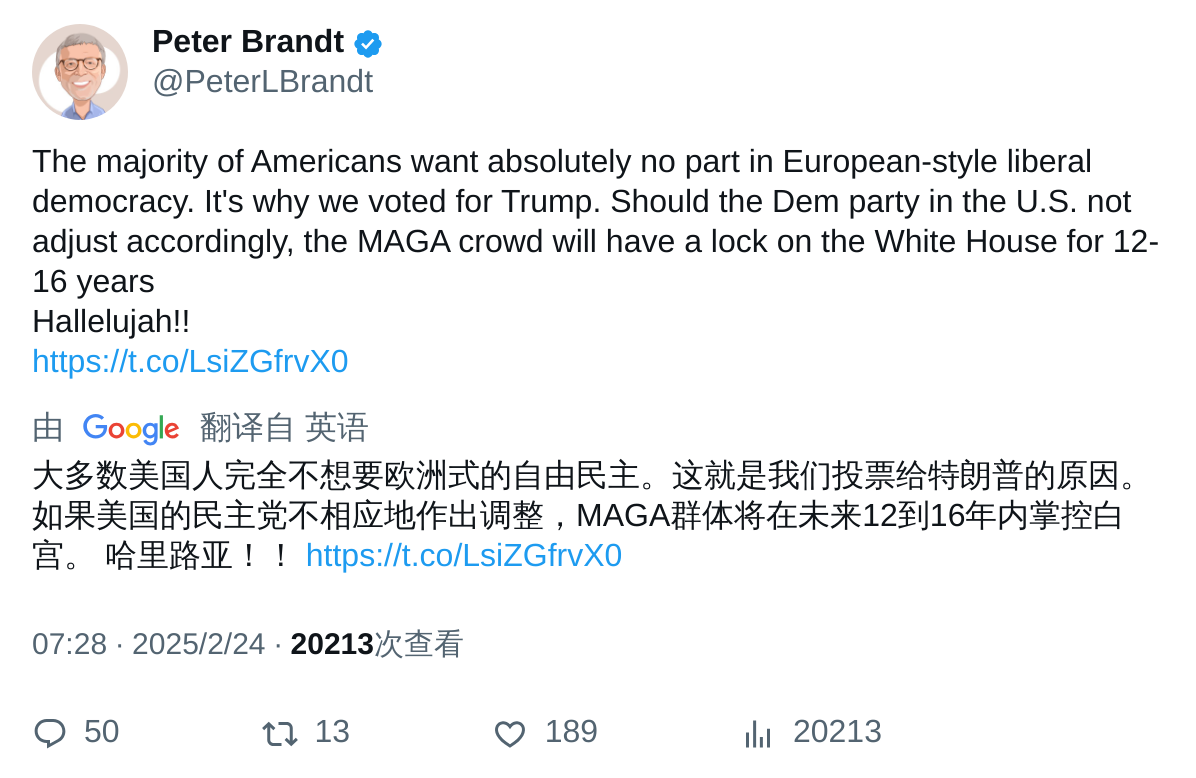 Peter Brandt
@PeterLBrandt
The majority of Americans want absolutely no part in European-style liberal
democracy. It's why we voted for Trump. Should the Dem party in the U.S. not
adjust accordingly, the MAGA crowd will have a lock on the White House for 12-
16 years
Hallelujah!!
https://t.co/LsiZGfrvX0
由 Google 翻译自 英语
大多数美国人完全不想要欧洲式的自由民主。这就是我们投票给特朗普的原因。
如果美国的民主党不相应地作出调整，MAGA群体将在未来12到16年内掌控白
宫。 哈里路亚！！ https://t.co/LsiZGfrvX0
07:28 · 2025/2/24 · 20213次查看
50 13 189 20213